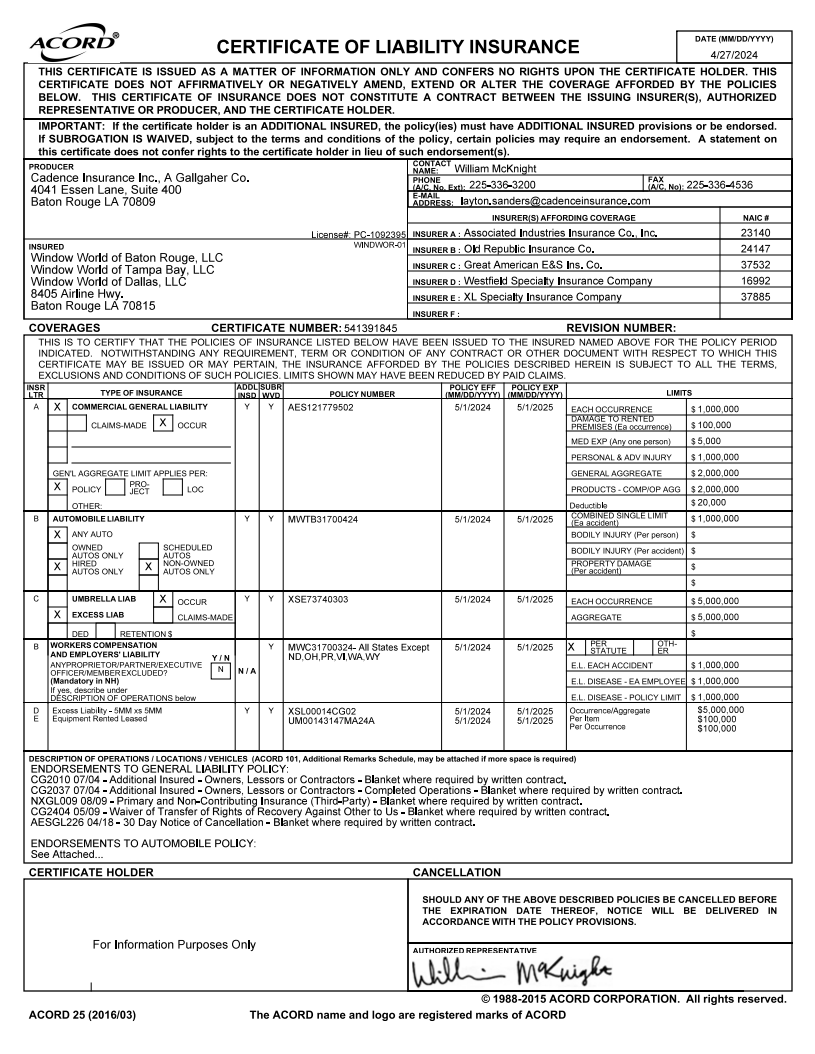 ACORD®
CERTIFICATE OF LIABILITY INSURANCE
DATE (MM/DD/YYYY)
4/27/2024
THIS CERTIFICATE IS ISSUED AS A MATTER OF INFORMATION ONLY AND CONFERS NO RIGHTS UPON THE CERTIFICATE HOLDER. THIS
CERTIFICATE DOES NOT AFFIRMATIVELY OR NEGATIVELY AMEND, EXTEND OR ALTER THE COVERAGE AFFORDED BY THE POLICIES
BELOW. THIS CERTIFICATE OF INSURANCE DOES NOT CONSTITUTE A CONTRACT BETWEEN THE ISSUING INSURER(S), AUTHORIZED
REPRESENTATIVE OR PRODUCER, AND THE CERTIFICATE HOLDER.
IMPORTANT: If the certificate holder is an ADDITIONAL INSURED, the policy(ies) must have ADDITIONAL INSURED provisions or be endorsed.
If SUBROGATION IS WAIVED, subject to the terms and conditions of the policy, certain policies may require an endorsement. A statement on
this certificate does not confer rights to the certificate holder in lieu of such endorsement(s).
PRODUCER
Cadence Insurance Inc., A Gallgaher Co.
4041 Essen Lane, Suite 400
Baton Rouge LA 70809
License#: PC-1092395
CONTACT NAME: William McKnight
PHONE (A/C, No, Ext): 225-336-3200
FAX (A/C, No): 225-336-4536
E-MAIL ADDRESS: layton.sanders@cadenceinsurance.com
INSURER(S) AFFORDING COVERAGE NAIC #
INSURER A : Associated Industries Insurance Co., Inc. 23140
INSURED
WINDWOR-01
Window World of Baton Rouge, LLC
Window World of Tampa Bay, LLC
Window World of Dallas, LLC
8405 Airline Hwy.
Baton Rouge LA 70815
INSURER B : Old Republic Insurance Co. 24147
INSURER C : Great American E&S Ins. Co. 37532
INSURER D : Westfield Specialty Insurance Company 16992
INSURER E : XL Specialty Insurance Company 37885
INSURER F :
COVERAGES CERTIFICATE NUMBER: 541391845 REVISION NUMBER:
THIS IS TO CERTIFY THAT THE POLICIES OF INSURANCE LISTED BELOW HAVE BEEN ISSUED TO THE INSURED NAMED ABOVE FOR THE POLICY PERIOD
INDICATED. NOTWITHSTANDING ANY REQUIREMENT, TERM OR CONDITION OF ANY CONTRACT OR OTHER DOCUMENT WITH RESPECT TO WHICH THIS
CERTIFICATE MAY BE ISSUED OR MAY PERTAIN, THE INSURANCE AFFORDED BY THE POLICIES DESCRIBED HEREIN IS SUBJECT TO ALL THE TERMS,
EXCLUSIONS AND CONDITIONS OF SUCH POLICIES. LIMITS SHOWN MAY HAVE BEEN REDUCED BY PAID CLAIMS.
INSR LTR TYPE OF INSURANCE ADDL INSD SUBR WVD POLICY NUMBER POLICY EFF (MM/DD/YYYY) POLICY EXP (MM/DD/YYYY) LIMITS
A X COMMERCIAL GENERAL LIABILITY Y Y AES121779502 5/1/2024 5/1/2025 EACH OCCURRENCE $ 1,000,000
CLAIMS-MADE X OCCUR DAMAGE TO RENTED PREMISES (Ea occurrence) $ 100,000
MED EXP (Any one person) $ 5,000
PERSONAL & ADV INJURY $ 1,000,000
GEN'L AGGREGATE LIMIT APPLIES PER: GENERAL AGGREGATE $ 2,000,000
X POLICY PRO-JECT LOC PRODUCTS - COMP/OP AGG $ 2,000,000
OTHER: Deductible $ 20,000
B AUTOMOBILE LIABILITY Y Y MWTB31700424 5/1/2024 5/1/2025 COMBINED SINGLE LIMIT (Ea accident) $ 1,000,000
X ANY AUTO BODILY INJURY (Per person) $
OWNED AUTOS ONLY SCHEDULED AUTOS BODILY INJURY (Per accident) $
X HIRED AUTOS ONLY X NON-OWNED AUTOS ONLY PROPERTY DAMAGE (Per accident) $
$
C UMBRELLA LIAB X OCCUR Y Y XSE73740303 5/1/2024 5/1/2025 EACH OCCURRENCE $ 5,000,000
X EXCESS LIAB CLAIMS-MADE AGGREGATE $ 5,000,000
DED RETENTION $ $
B WORKERS COMPENSATION AND EMPLOYERS' LIABILITY Y / N Y MWC31700324- All States Except 5/1/2024 5/1/2025 X PER STATUTE OTH-ER
ND,OH,PR,VI,WA,WY
ANYPROPRIETOR/PARTNER/EXECUTIVE OFFICER/MEMBEREXCLUDED? N N / A E.L. EACH ACCIDENT $ 1,000,000
(Mandatory in NH) E.L. DISEASE - EA EMPLOYEE $ 1,000,000
If yes, describe under
DESCRIPTION OF OPERATIONS below E.L. DISEASE - POLICY LIMIT $ 1,000,000
D Excess Liability - 5MM xs 5MM Y Y XSL00014CG02 5/1/2024 5/1/2025 Occurrence/Aggregate $5,000,000
E Equipment Rented Leased UM00143147MA24A 5/1/2024 5/1/2025 Per Item $100,000
Per Occurrence $100,000
DESCRIPTION OF OPERATIONS / LOCATIONS / VEHICLES (ACORD 101, Additional Remarks Schedule, may be attached if more space is required)
ENDORSEMENTS TO GENERAL LIABILITY POLICY:
CG2010 07/04 - Additional Insured - Owners, Lessors or Contractors - Blanket where required by written contract.
CG2037 07/04 - Additional Insured - Owners, Lessors or Contractors - Completed Operations - Blanket where required by written contract.
NXGL009 08/09 - Primary and Non-Contributing Insurance (Third-Party) - Blanket where required by written contract.
CG2404 05/09 - Waiver of Transfer of Rights of Recovery Against Other to Us - Blanket where required by written contract.
AESGL226 04/18 - 30 Day Notice of Cancellation - Blanket where required by written contract.
ENDORSEMENTS TO AUTOMOBILE POLICY:
See Attached...
CERTIFICATE HOLDER
For Information Purposes Only
CANCELLATION
SHOULD ANY OF THE ABOVE DESCRIBED POLICIES BE CANCELLED BEFORE
THE EXPIRATION DATE THEREOF, NOTICE WILL BE DELIVERED IN
ACCORDANCE WITH THE POLICY PROVISIONS.
AUTHORIZED REPRESENTATIVE
William McKnight
© 1988-2015 ACORD CORPORATION. All rights reserved.
ACORD 25 (2016/03) The ACORD name and logo are registered marks of ACORD